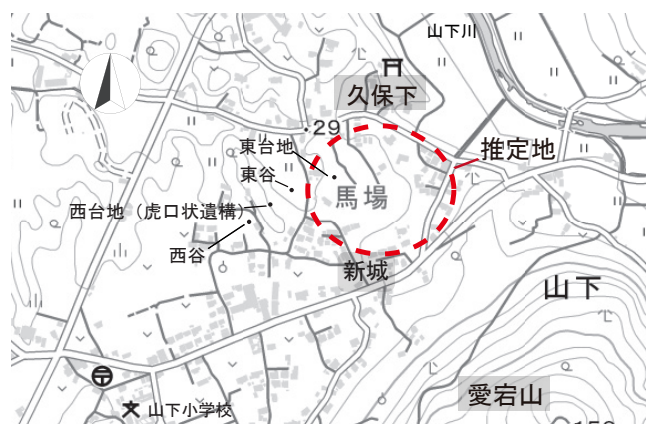 山下川
久保下
・29
東台地
推定地
東谷
馬場
西台地（虎口状遺構）
西谷
新城
山下
愛宕山
山下小学校